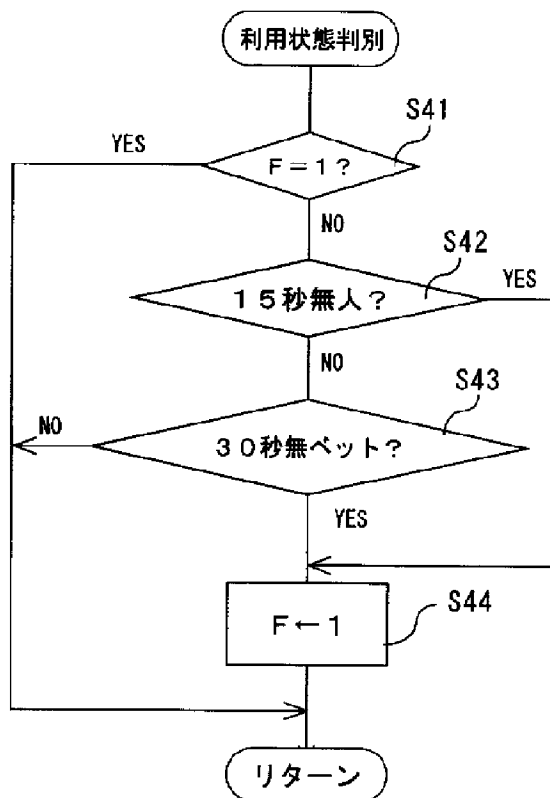 利用状態判別
S41
YES
F=1?
NO
S42
YES
15秒無人?
NO
S43
NO
30秒無ベット?
YES
S44
F←1
リターン